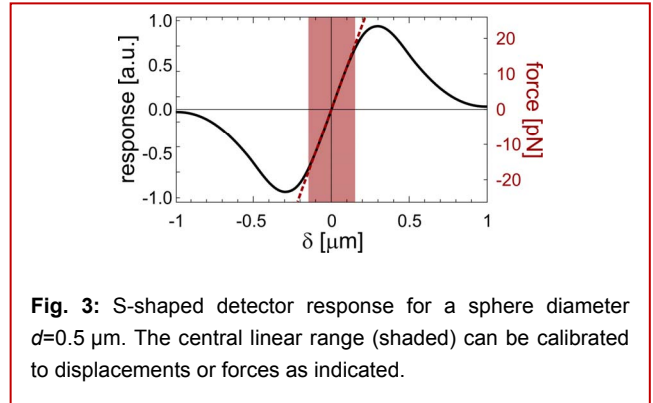 1.0
0.5
0.0
-0.5
-1.0
response [a.u.]
20
10
0
-10
-20
force [pN]
-1
-0.5
0
0.5
1
δ [μm]
Fig. 3: S-shaped detector response for a sphere diameter
d=0.5 μm. The central linear range (shaded) can be calibrated
to displacements or forces as indicated.